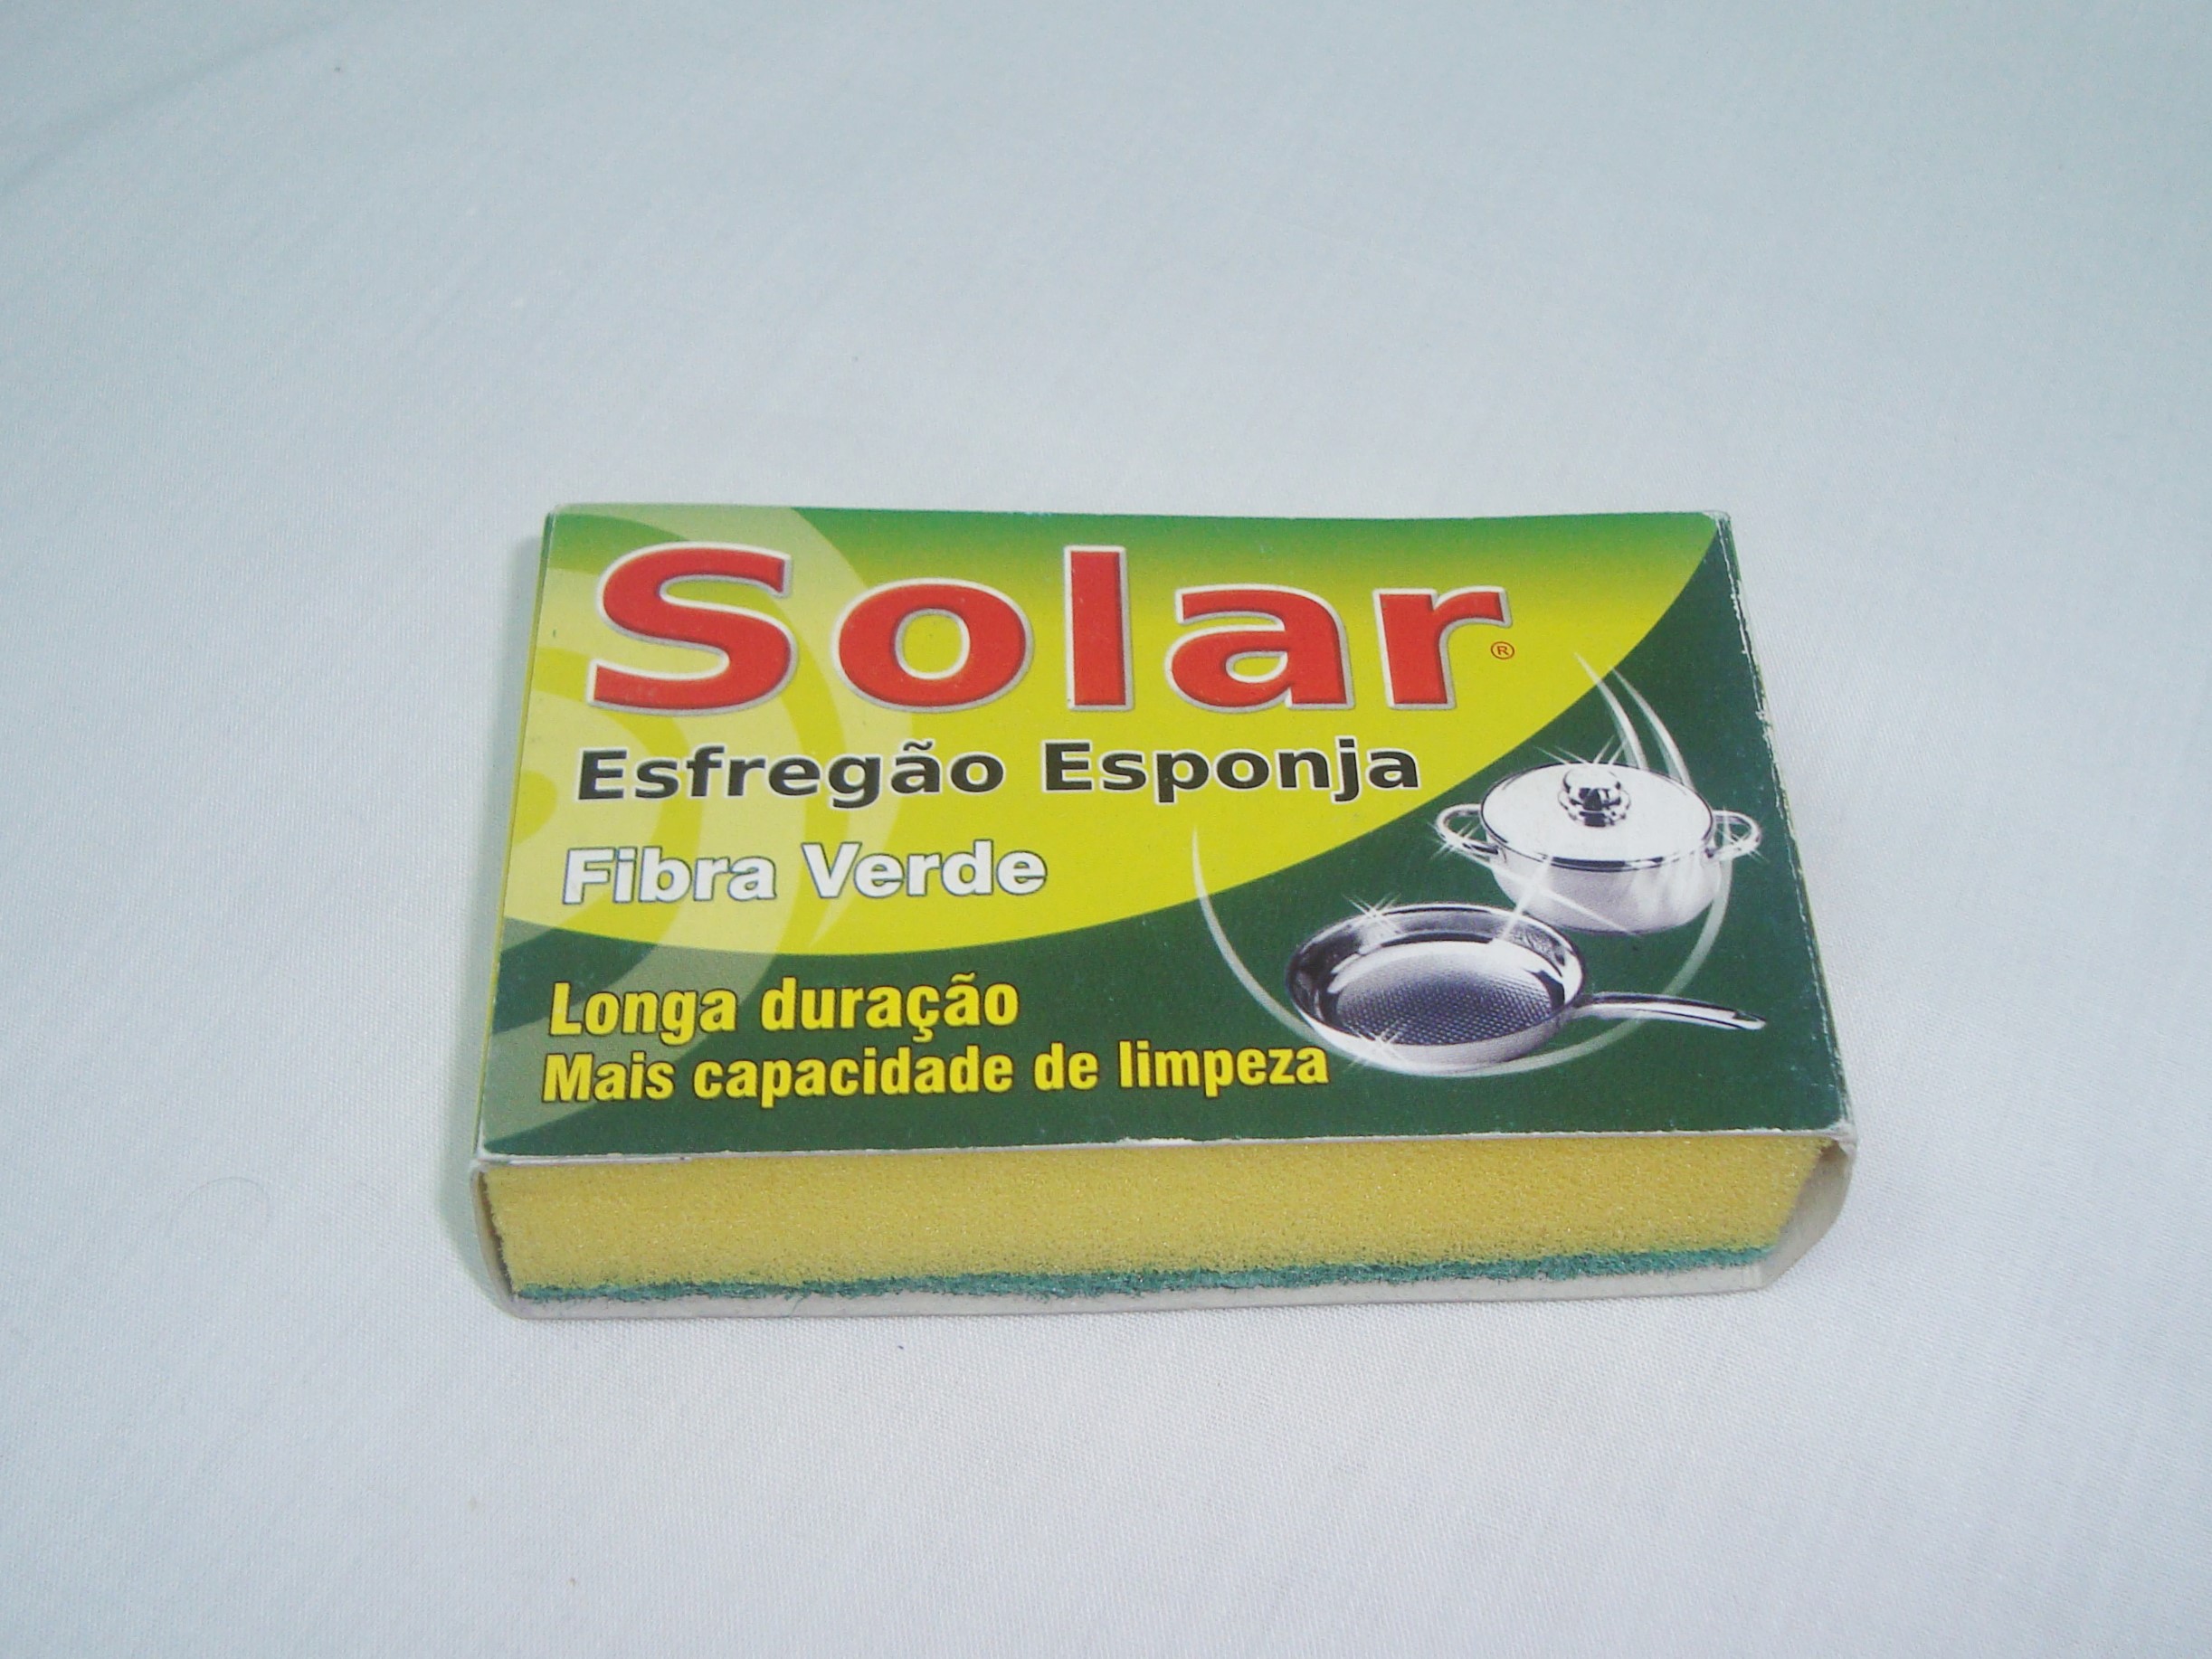 Solar®
Esfregão Esponja
Fibra Verde
Longa duração
Mais capacidade de limpeza